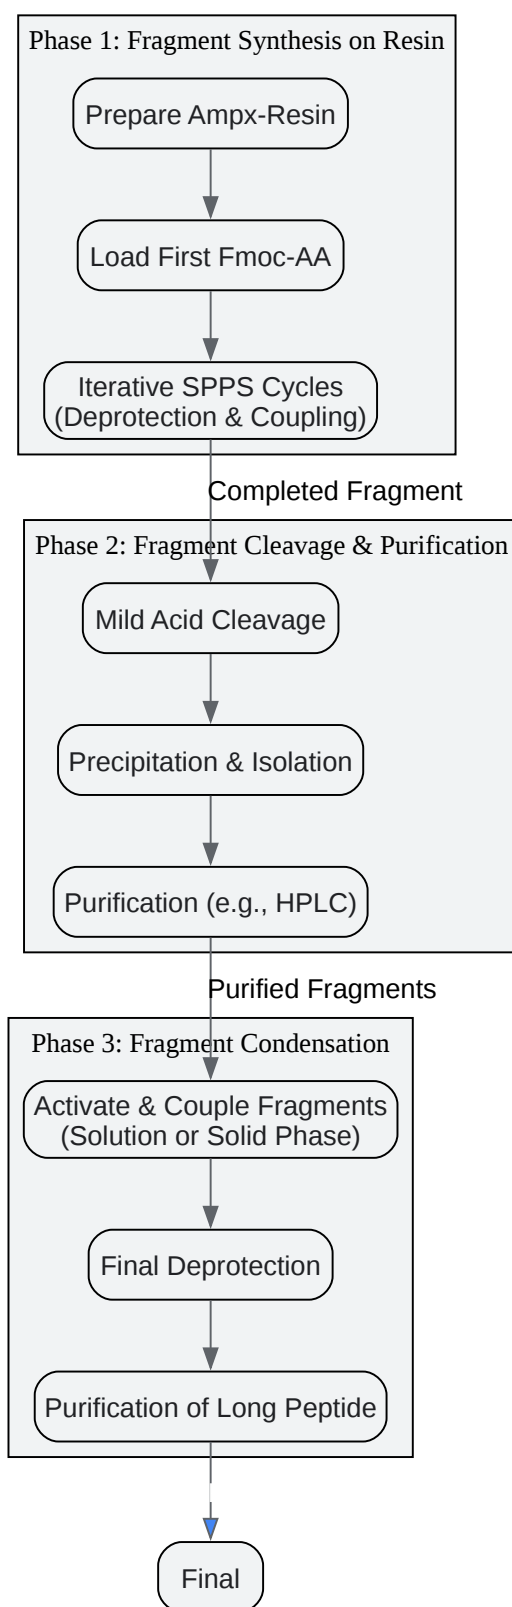 Phase 1: Fragment Synthesis on Resin
Prepare Ampx-Resin
Load First Fmoc-AA
Iterative SPPS Cycles
(Deprotection & Coupling)
Completed Fragment
Phase 2: Fragment Cleavage & Purification
Mild Acid Cleavage
Precipitation & Isolation
Purification (e.g., HPLC)
Purified Fragments
Phase 3: Fragment Condensation
Activate & Couple Fragments
(Solution or Solid Phase)
Final Deprotection
Purification of Long Peptide
Final